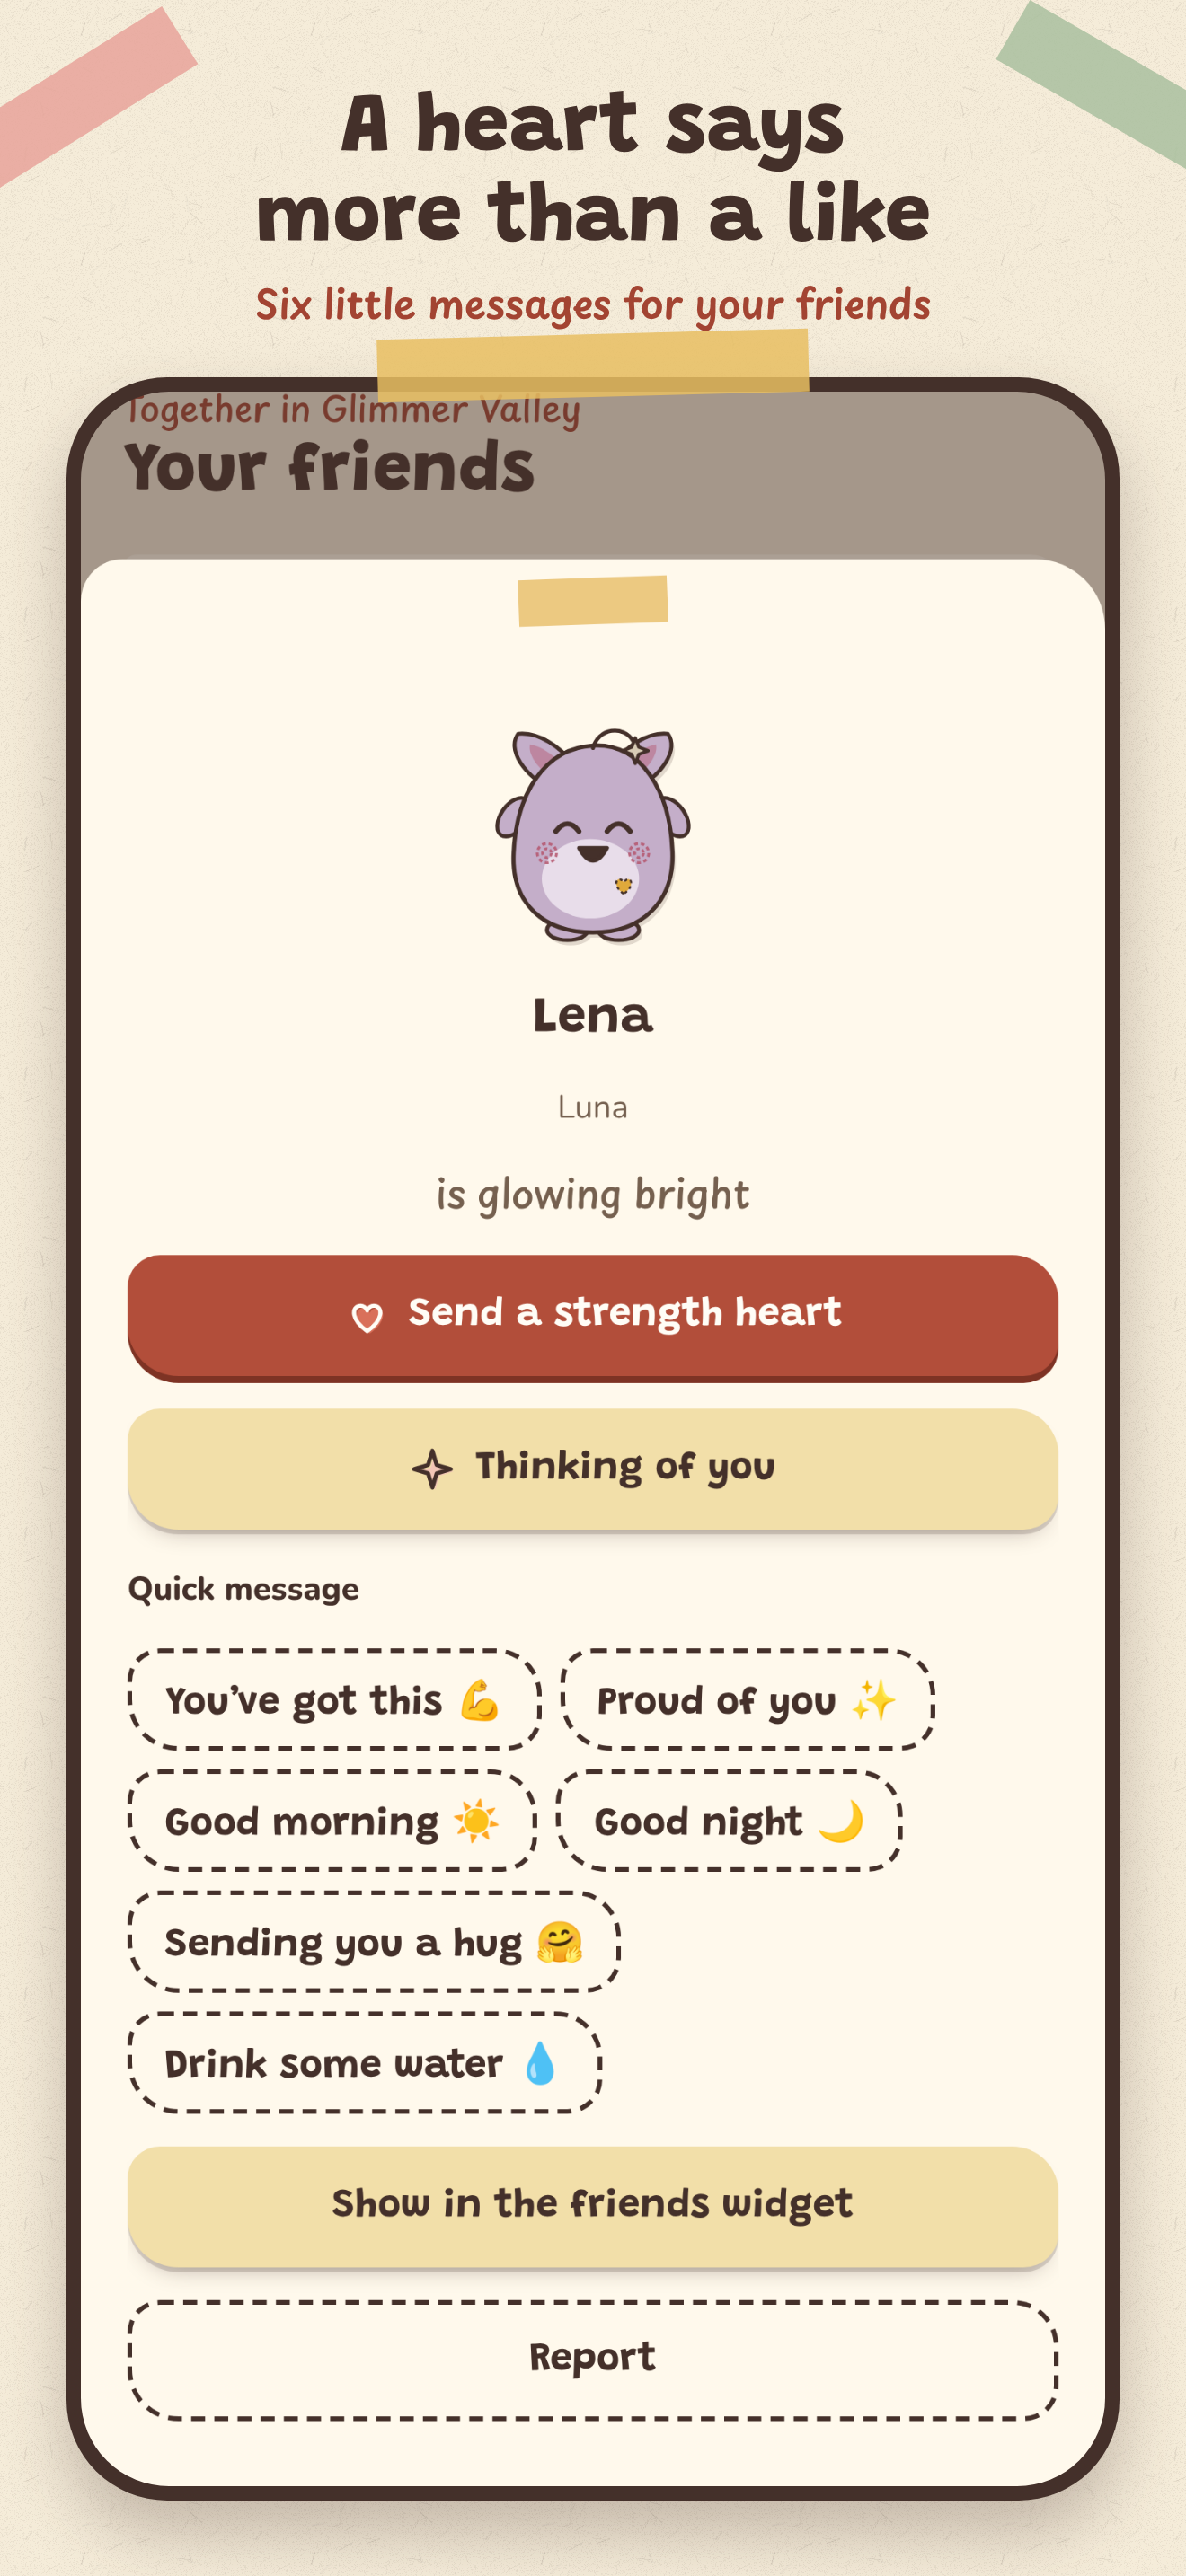 A heart says
more than a like
Six little messages for your friends
Together in Glimmer Valley
Your friends
Lena
Luna
is glowing bright
Send a strength heart
Thinking of you
Quick message
You’ve got this 💪
Proud of you ✨
Good morning ☀️
Good night 🌙
Sending you a hug 🤗
Drink some water 💧
Show in the friends widget
Report